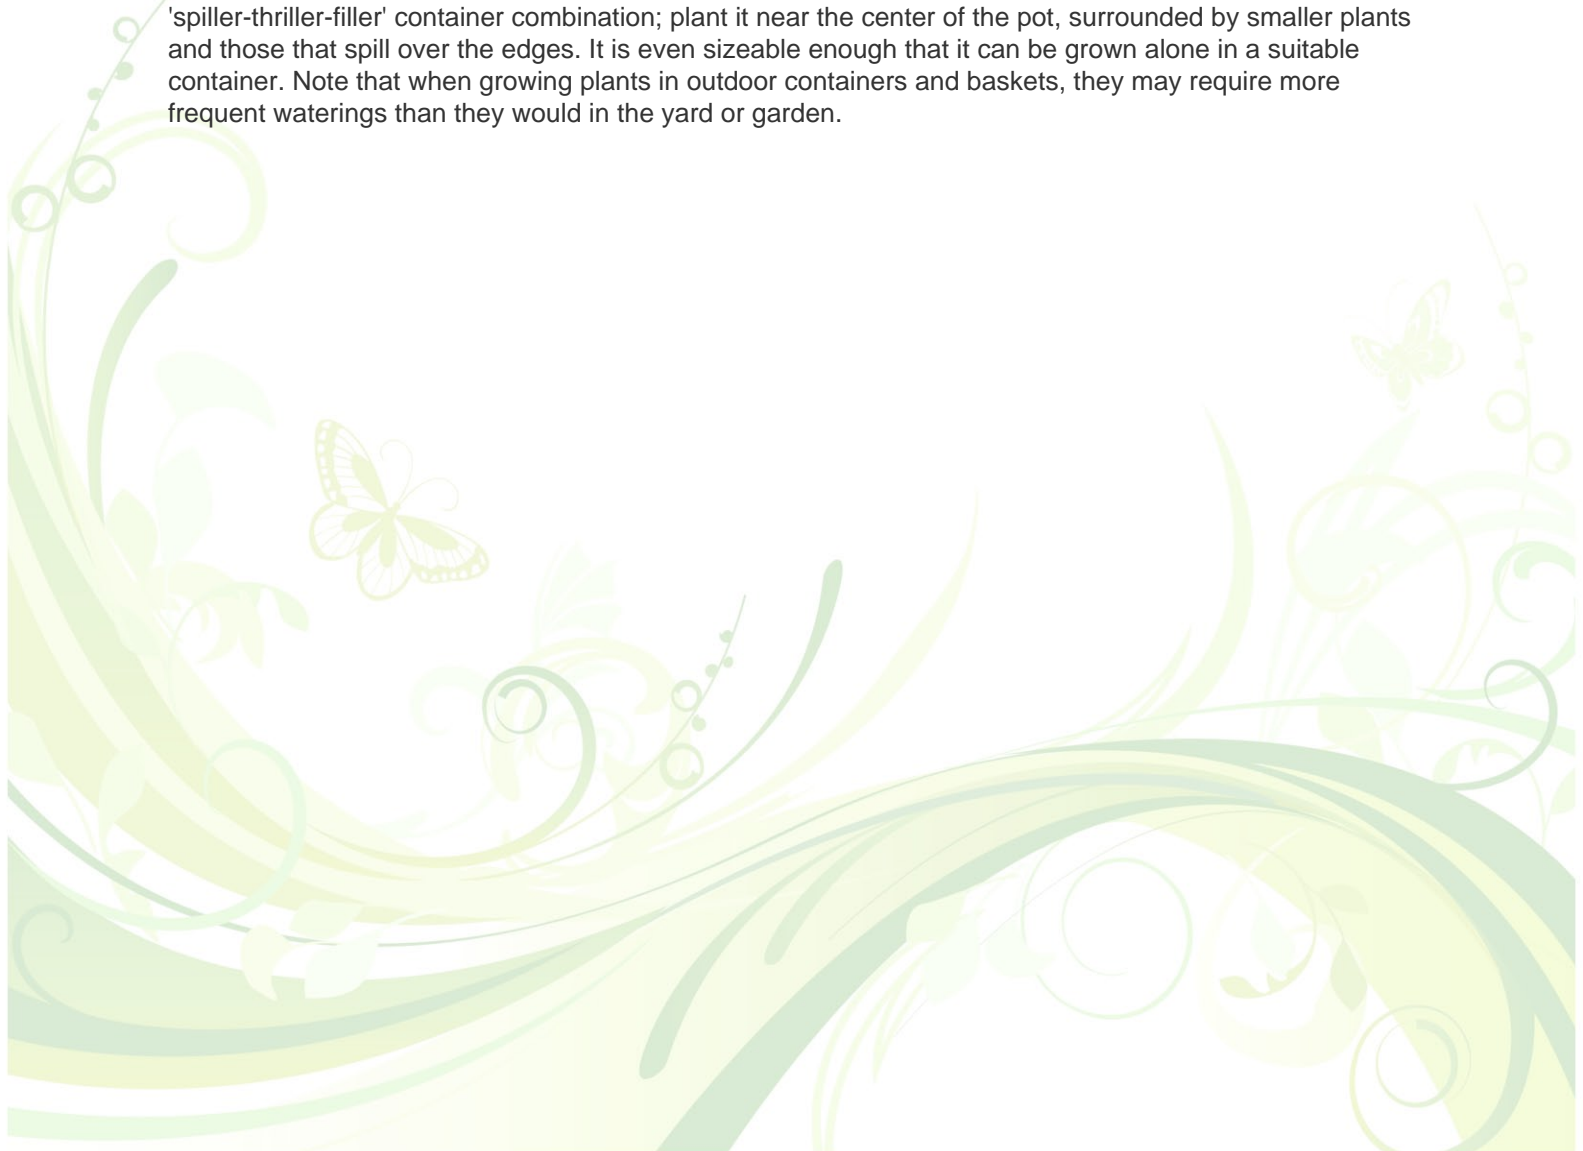 'spiller-thriller-filler' container combination; plant it near the center of the pot, surrounded by smaller plants
and those that spill over the edges. It is even sizeable enough that it can be grown alone in a suitable
container. Note that when growing plants in outdoor containers and baskets, they may require more
frequent waterings than they would in the yard or garden.